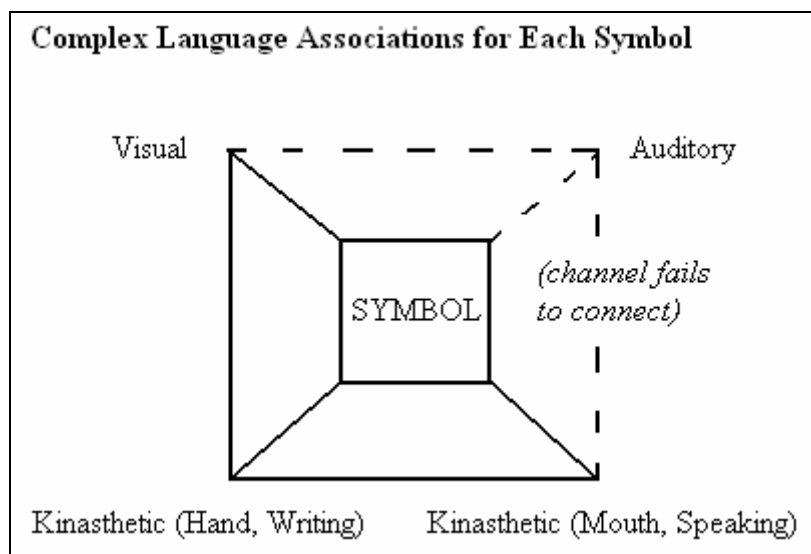 Complex Language Associations for Each Symbol
Visual
Auditory
(channel fails
to connect)
SYMBOL
Kinasthetic (Hand, Writing)
Kinasthetic (Mouth, Speaking)